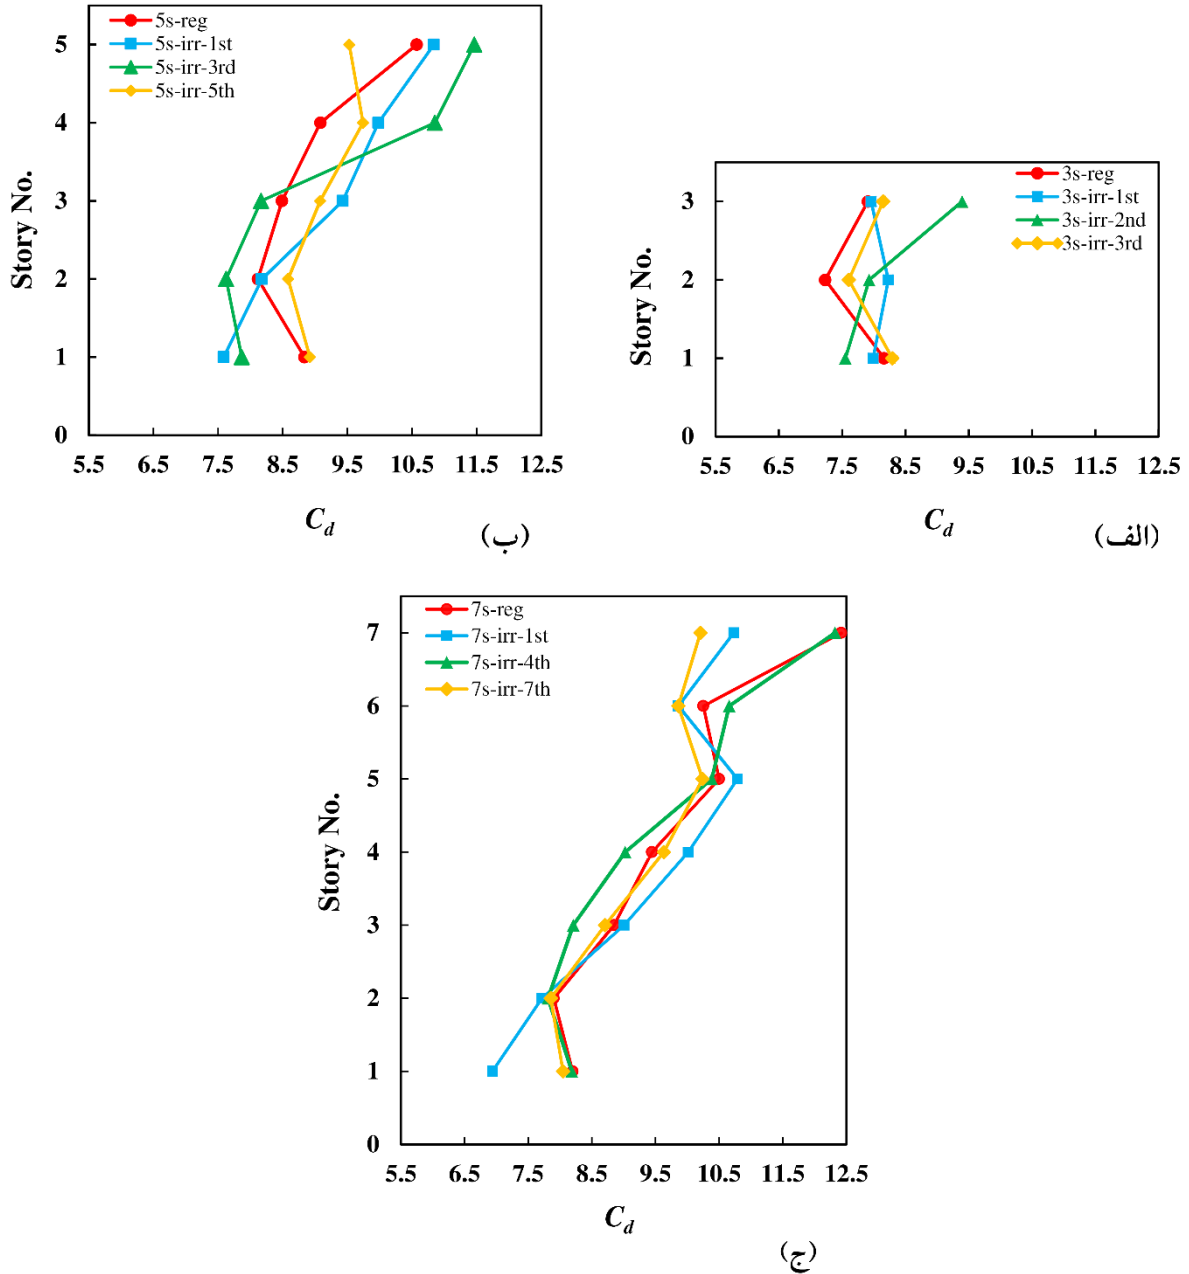 5s-reg
5s-irr-1st
5s-irr-3rd
5s-irr-5th
5
4
3
2
1
0
Story No.
5.5 6.5 7.5 8.5 9.5 10.5 11.5 12.5
Cd
(ب)
3s-reg
3s-irr-1st
3s-irr-2nd
3s-irr-3rd
3
2
1
0
Story No.
5.5 6.5 7.5 8.5 9.5 10.5 11.5 12.5
Cd
(الف)
7s-reg
7s-irr-1st
7s-irr-4th
7s-irr-7th
7
6
5
4
3
2
1
0
Story No.
5.5 6.5 7.5 8.5 9.5 10.5 11.5 12.5
Cd
(ج)